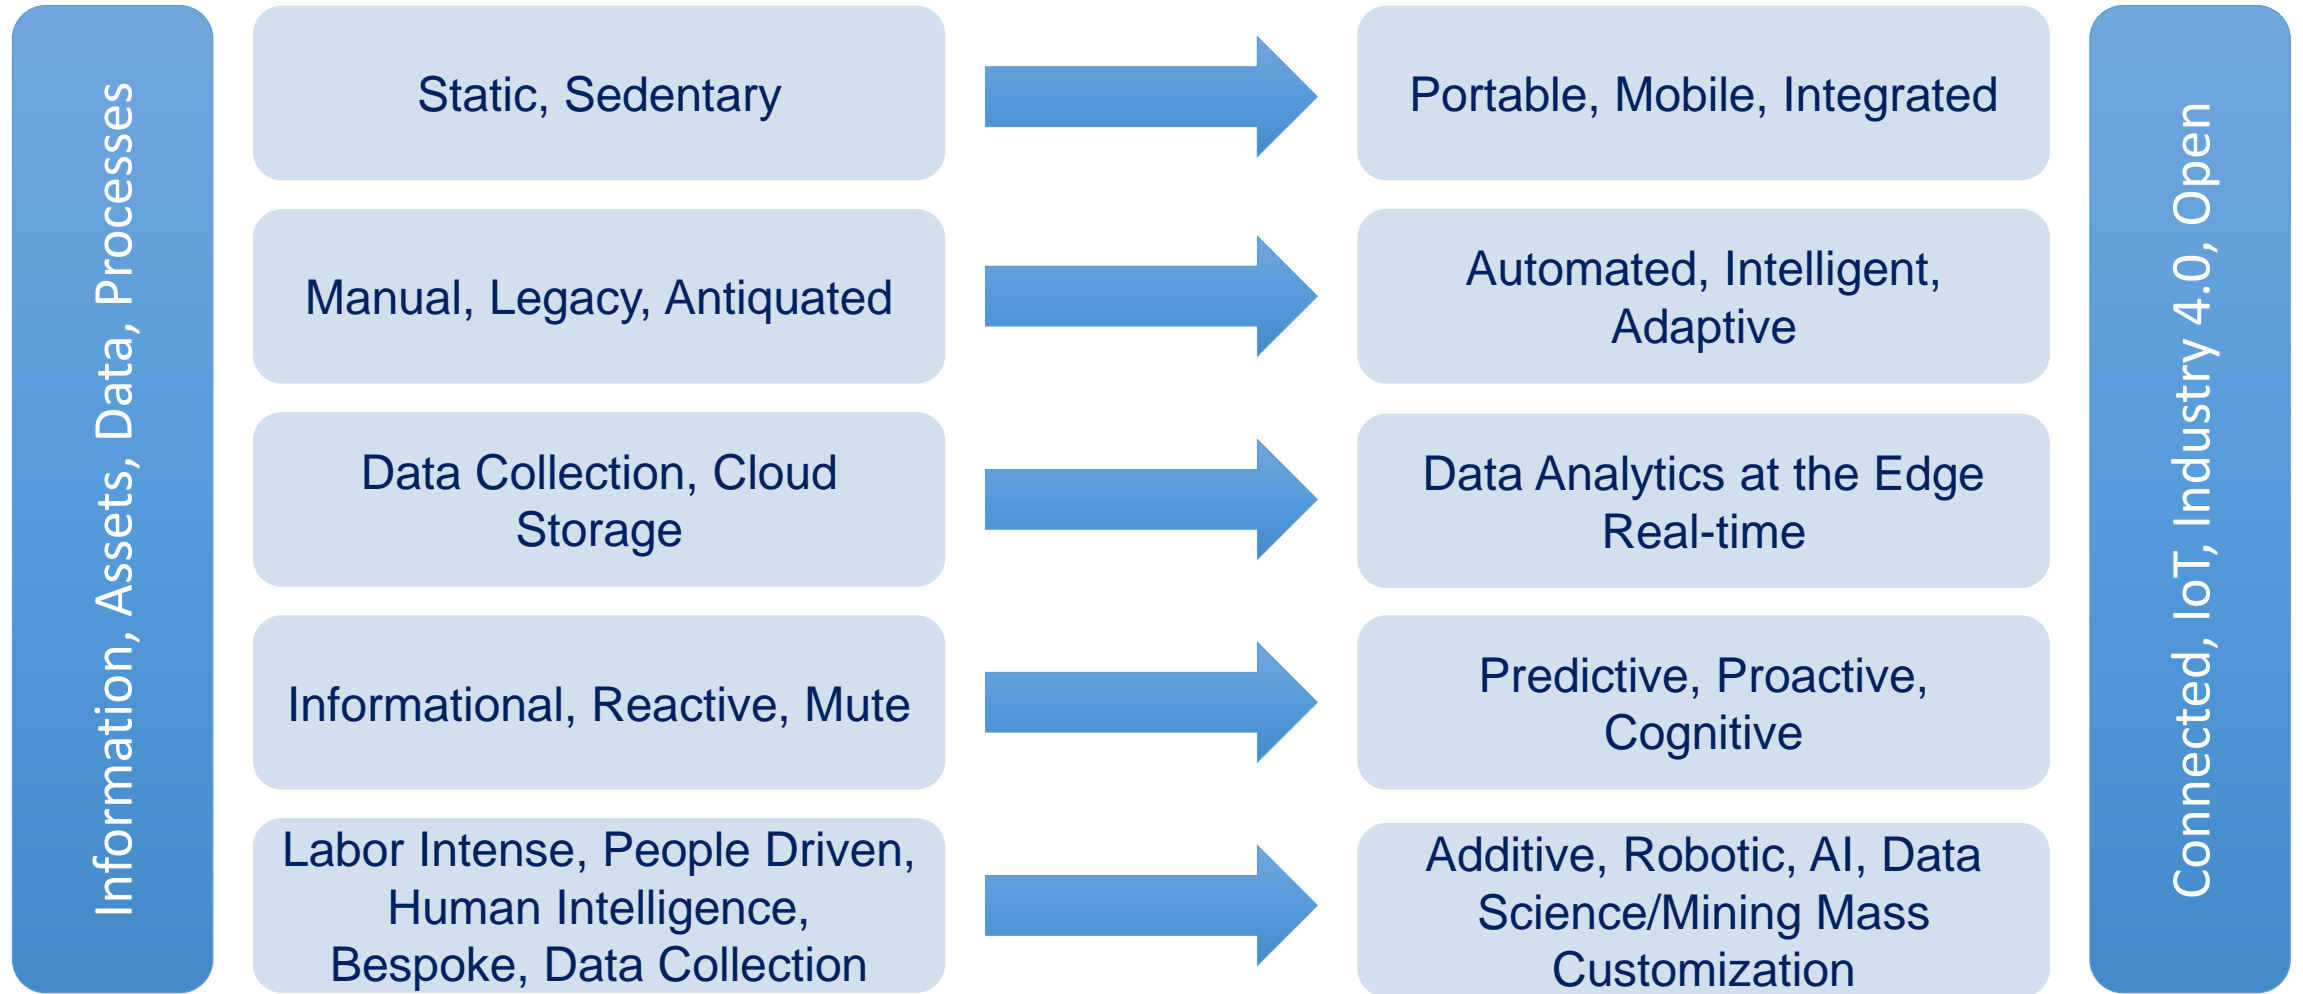 Information, Assets, Data, Processes
Static, Sedentary
Portable, Mobile, Integrated
Manual, Legacy, Antiquated
Automated, Intelligent,
Adaptive
Data Collection, Cloud
Storage
Data Analytics at the Edge
Real-time
Informational, Reactive, Mute
Predictive, Proactive,
Cognitive
Labor Intense, People Driven,
Human Intelligence,
Bespoke, Data Collection
Additive, Robotic, AI, Data
Science/Mining Mass
Customization
Connected, IoT, Industry 4.0, Open